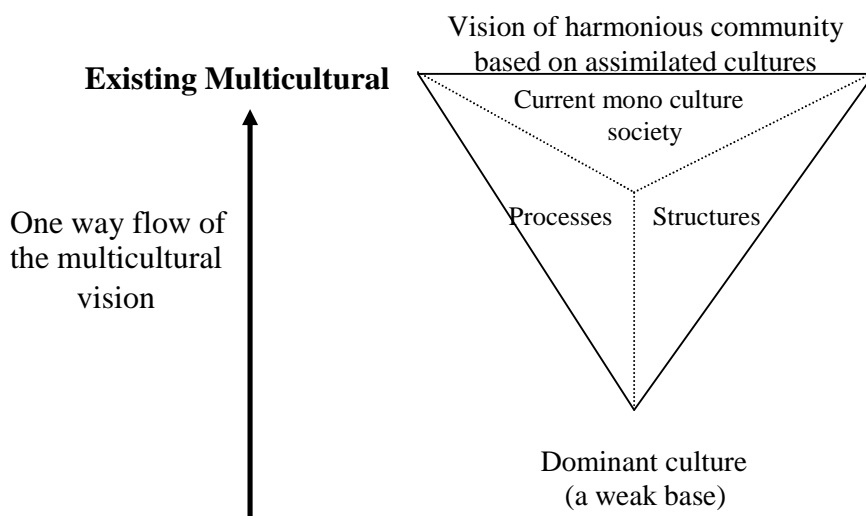 Vision of harmonious community
based on assimilated cultures
Existing Multicultural
Current mono culture
society
One way flow of
the multicultural
vision
Processes
Structures
Dominant culture
(a weak base)